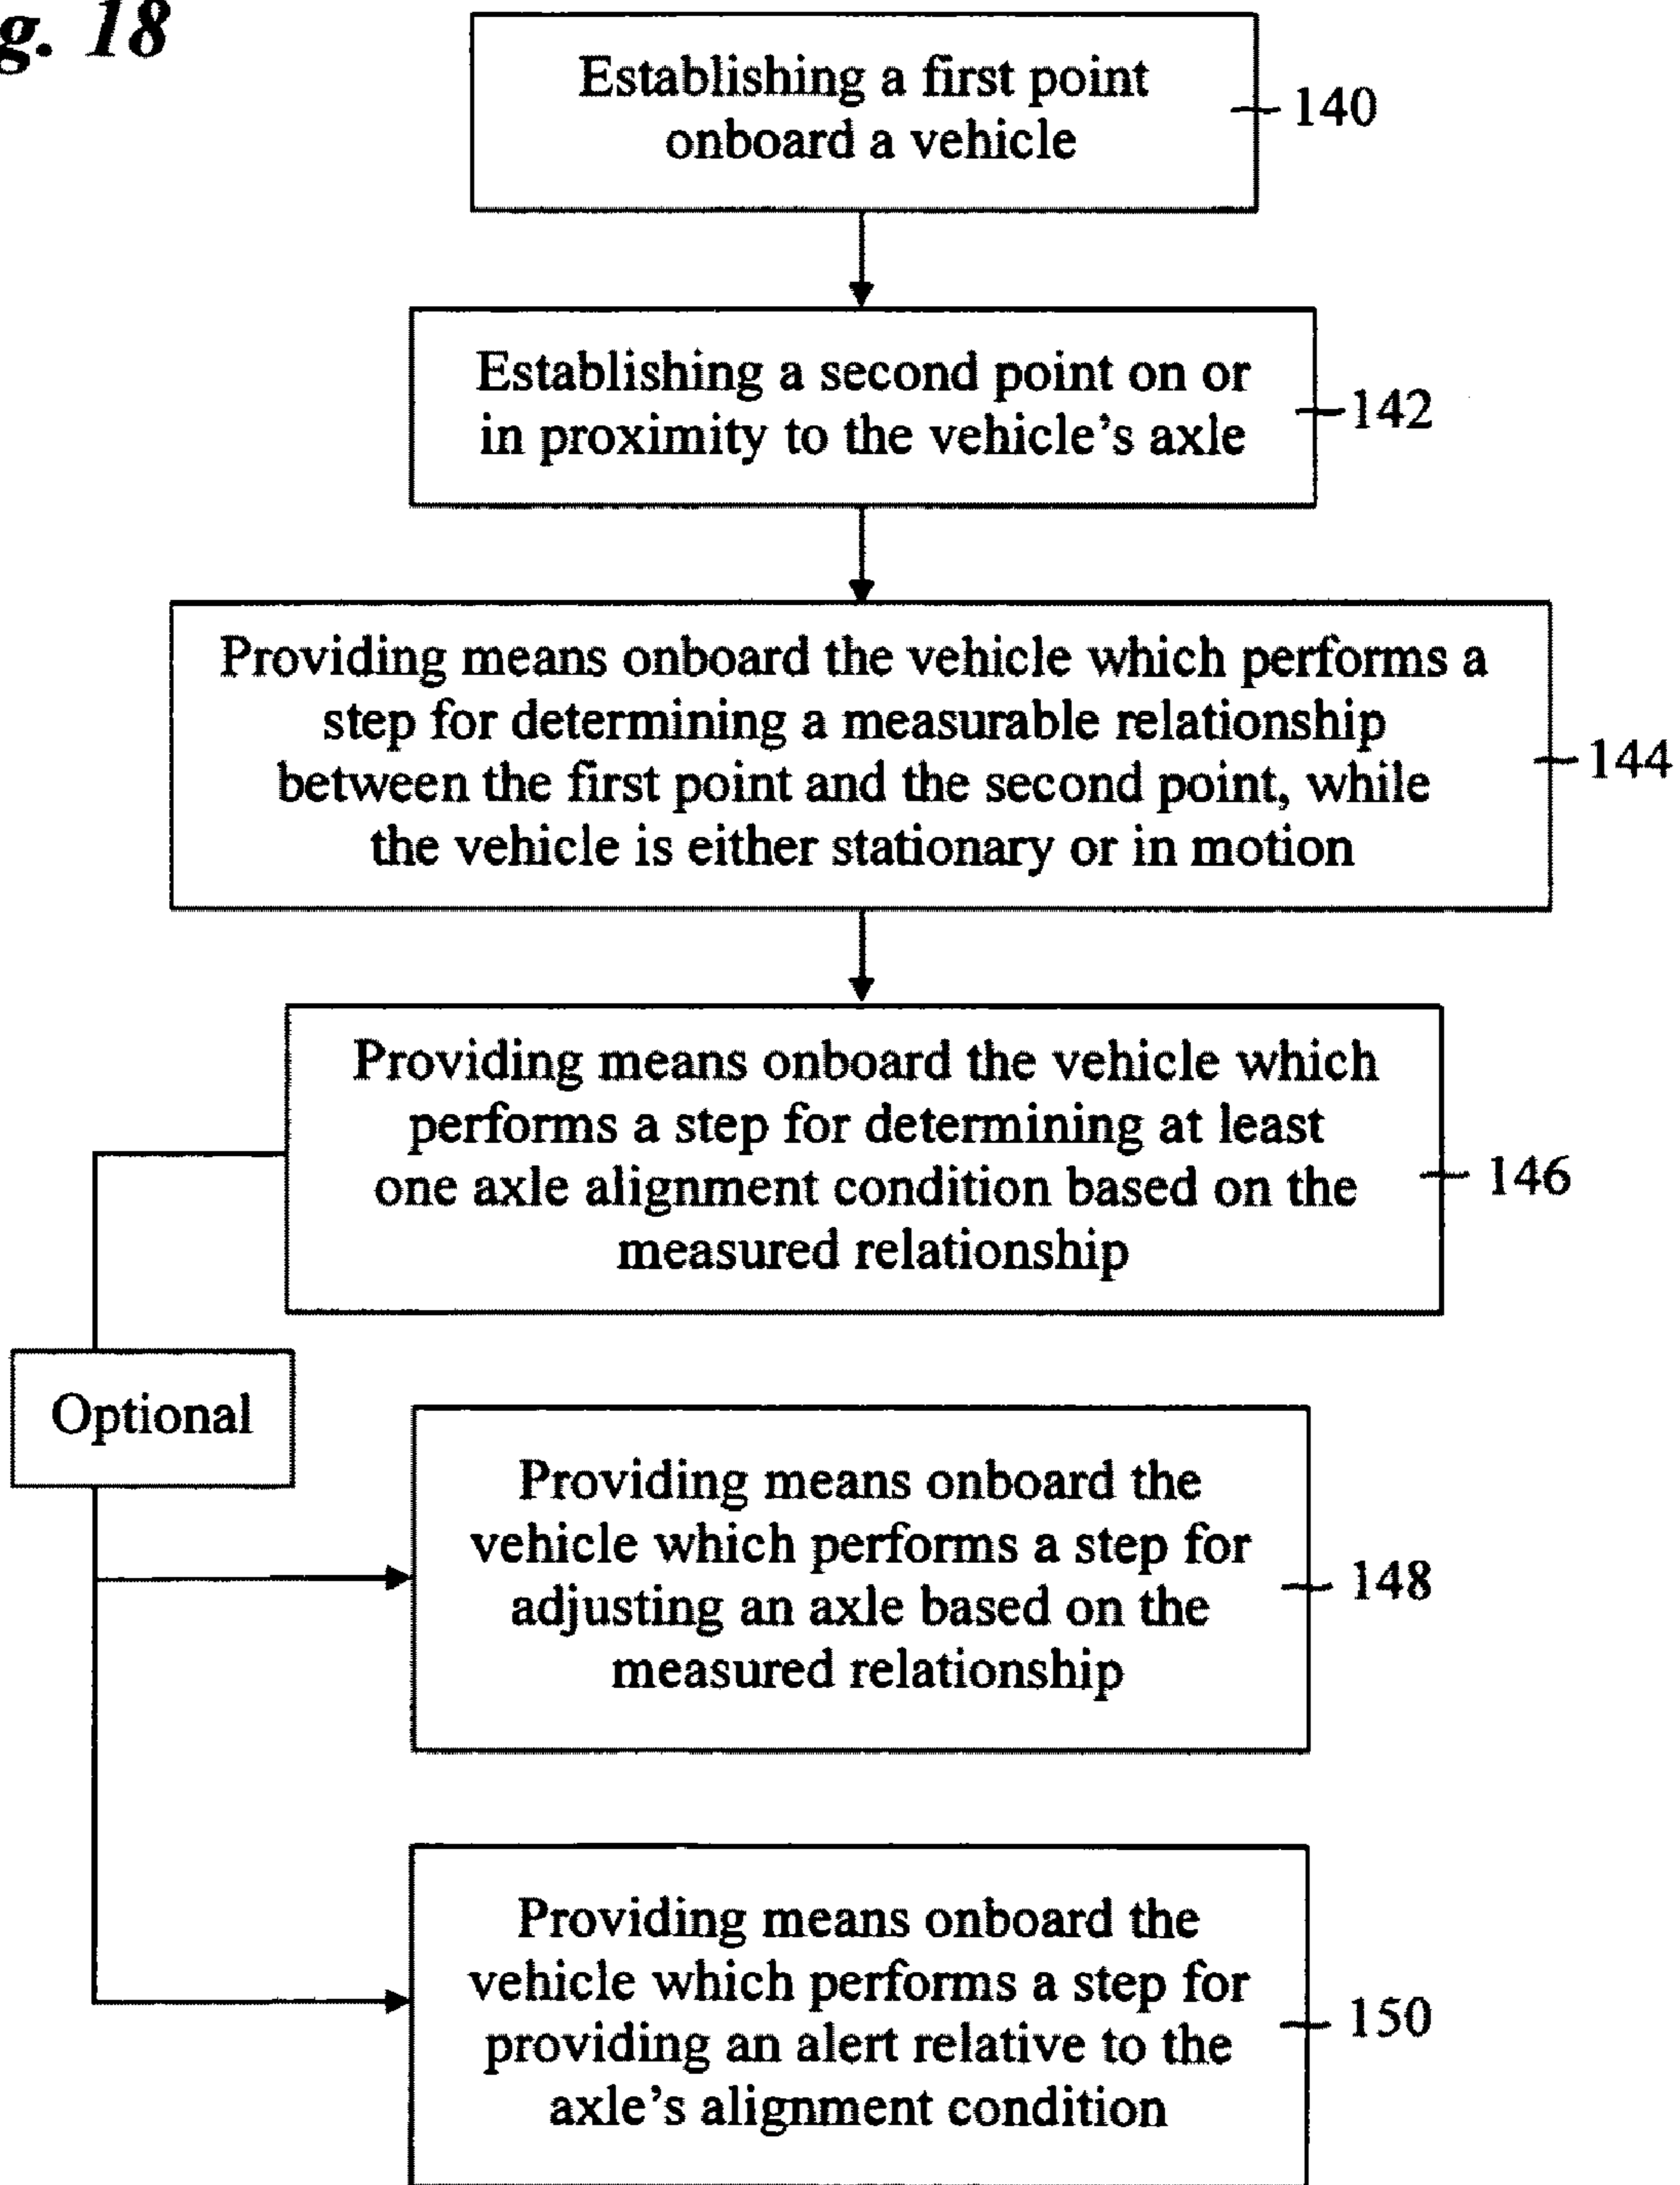 g. 18
Establishing a first point
onboard a vehicle
140
Establishing a second point on or
in proximity to the vehicle's axle
142
Providing means onboard the vehicle which performs a
step for determining a measurable relationship
between the first point and the second point, while
the vehicle is either stationary or in motion
144
Providing means onboard the vehicle which
performs a step for determining at least
one axle alignment condition based on the
measured relationship
146
Optional
Providing means onboard the
vehicle which performs a step for
adjusting an axle based on the
measured relationship
148
Providing means onboard the
vehicle which performs a step for
providing an alert relative to the
axle's alignment condition
150